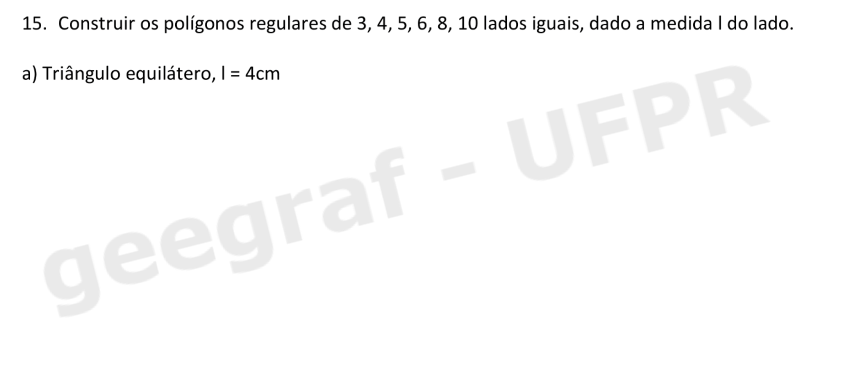 15. Construir os polígonos regulares de 3, 4, 5, 6, 8, 10 lados iguais, dado a medida l do lado.
a) Triângulo equilátero, l = 4cm
geegraf - UFPR